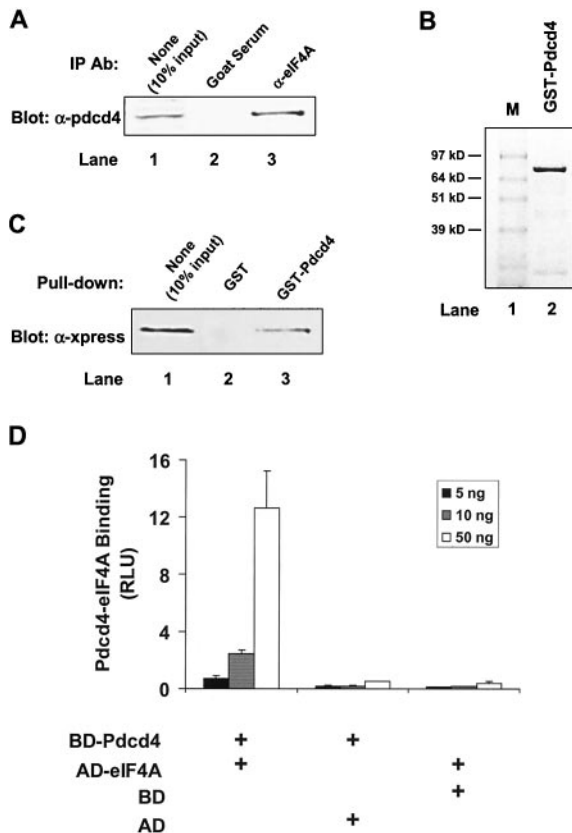 A
IP Ab:
None
(10% input)
Goat Serum
α-eIF4A
Blot: α-pdcd4
Lane 1 2 3
B
M
GST-Pdcd4
97 kD
64 kD
51 kD
39 kD
Lane 1 2
C
Pull-down:
None
(10% input)
GST
GST-Pdcd4
Blot: α-xpress
Lane 1 2 3
D
Pdcd4-eIF4A Binding
(RLU)
16
12
8
4
0
5 ng
10 ng
50 ng
BD-Pdcd4 + +
AD-eIF4A + +
BD +
AD +